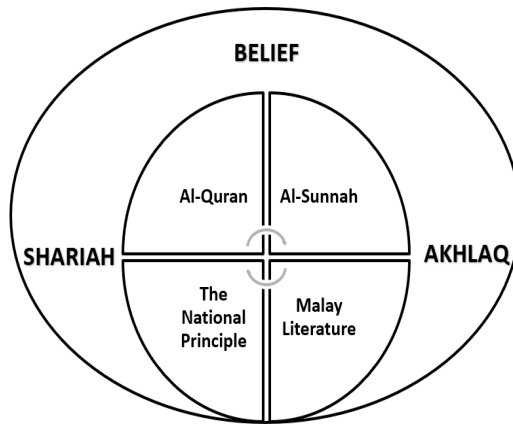 BELIEF
Al-Quran
Al-Sunnah
SHARIAH
AKHLAQ
The
National
Principle
Malay
Literature